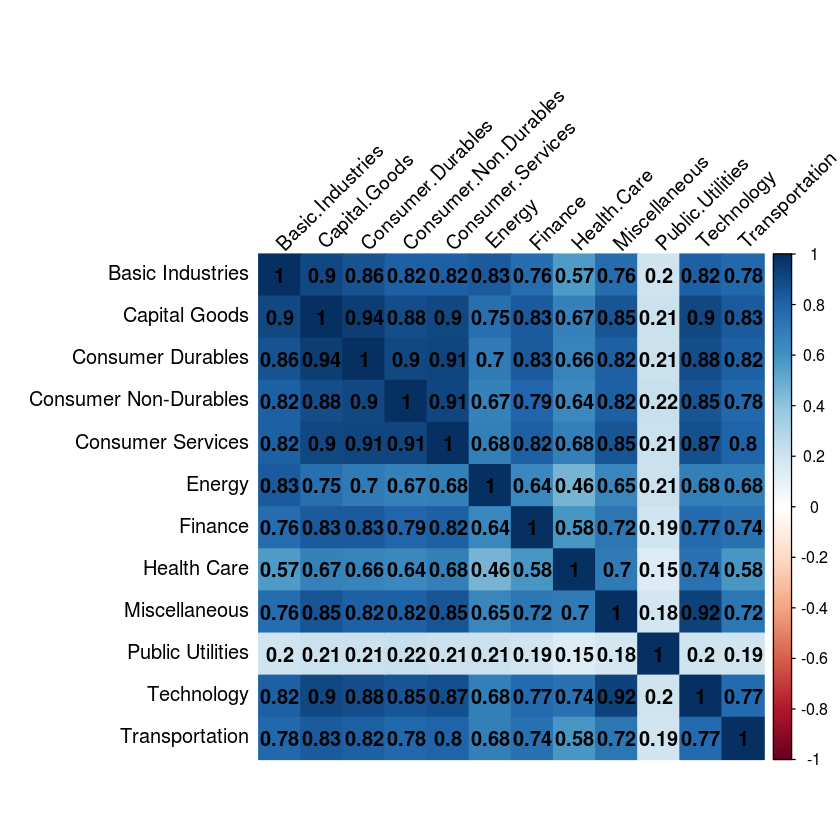 Basic.Industries
Capital.Goods
Consumer.Durables
Consumer.Non.Durables
Consumer.Services
Energy
Finance
Health.Care
Miscellaneous
Public.Utilities
Technology
Transportation
Basic Industries 1 0.9 0.86 0.82 0.82 0.83 0.76 0.57 0.76 0.2 0.82 0.78
Capital Goods 0.9 1 0.94 0.88 0.9 0.75 0.83 0.67 0.85 0.21 0.9 0.83
Consumer Durables 0.86 0.94 1 0.9 0.91 0.7 0.83 0.66 0.82 0.21 0.88 0.82
Consumer Non-Durables 0.82 0.88 0.9 1 0.91 0.67 0.79 0.64 0.82 0.22 0.85 0.78
Consumer Services 0.82 0.9 0.91 0.91 1 0.68 0.82 0.68 0.85 0.21 0.87 0.8
Energy 0.83 0.75 0.7 0.67 0.68 1 0.64 0.46 0.65 0.21 0.68 0.68
Finance 0.76 0.83 0.83 0.79 0.82 0.64 1 0.58 0.72 0.19 0.77 0.74
Health Care 0.57 0.67 0.66 0.64 0.68 0.46 0.58 1 0.7 0.15 0.74 0.58
Miscellaneous 0.76 0.85 0.82 0.82 0.85 0.65 0.72 0.7 1 0.18 0.92 0.72
Public Utilities 0.2 0.21 0.21 0.22 0.21 0.21 0.19 0.15 0.18 1 0.2 0.19
Technology 0.82 0.9 0.88 0.85 0.87 0.68 0.77 0.74 0.92 0.2 1 0.77
Transportation 0.78 0.83 0.82 0.78 0.8 0.68 0.74 0.58 0.72 0.19 0.77 1
1
0.8
0.6
0.4
0.2
0
-0.2
-0.4
-0.6
-0.8
-1